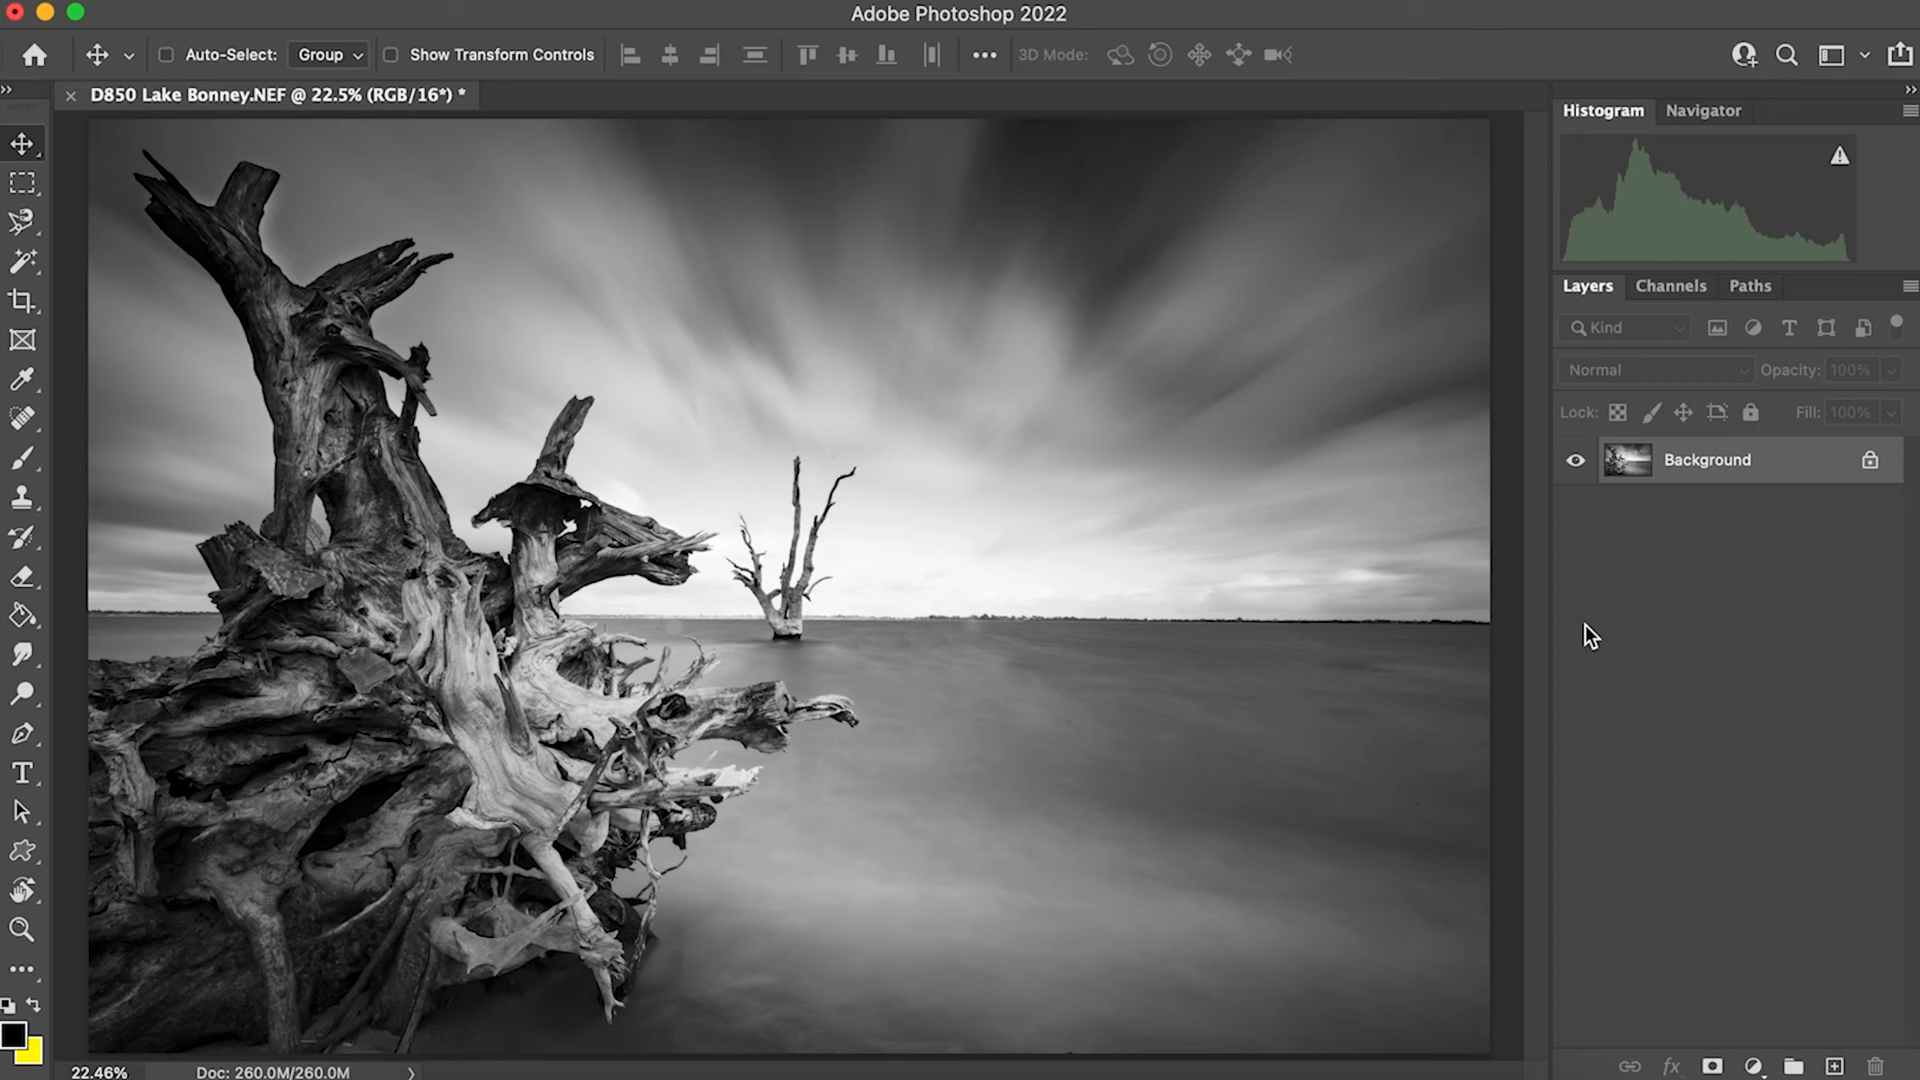 Adobe Photoshop 2022
Auto-Select: Group Show Transform Controls 3D Mode:
D850 Lake Bonney.NEF @ 22.5% (RGB/16*) *
Histogram Navigator
Layers Channels Paths
Kind
Normal Opacity: 100%
Lock: Fill: 100%
Background
22.46% Doc: 260.0M/260.0M